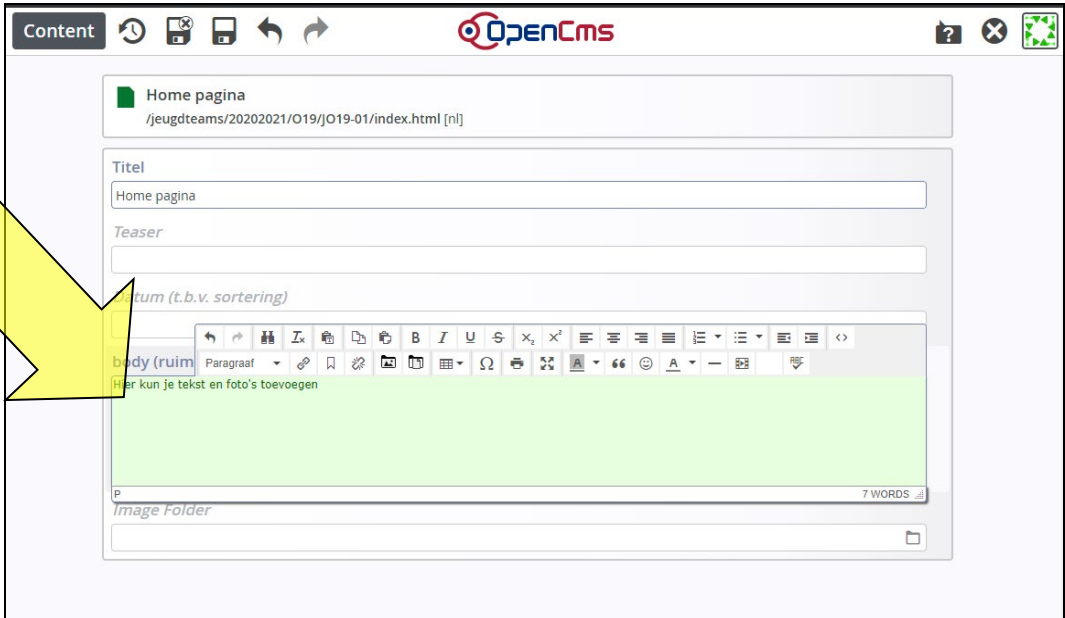 Content
OpenCms
Home pagina
/jeugdteams/20202021/O19/JO19-01/index.html [nl]
Titel
Home pagina
Teaser
Datum (t.b.v. sortering)
body (ruim
Paragraaf
Hier kun je tekst en foto's toevoegen
P
7 WORDS
Image Folder